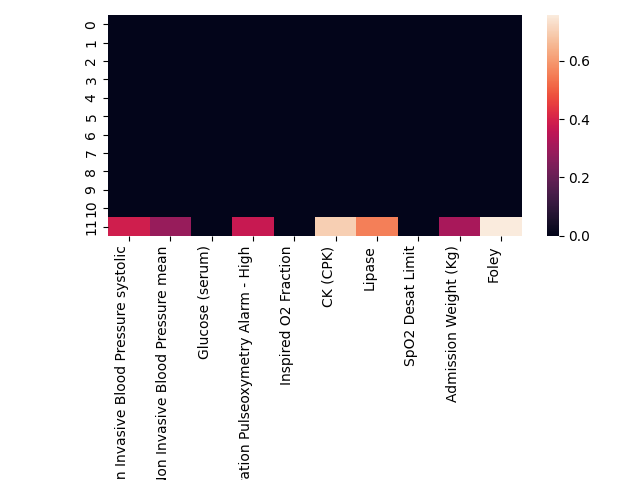 0
1
2
3
4
5
6
7
8
9
10
11
0.6
0.4
0.2
0.0
n Invasive Blood Pressure systolic
Non Invasive Blood Pressure mean
Glucose (serum)
ration Pulseoxymetry Alarm - High
Inspired O2 Fraction
CK (CPK)
Lipase
SpO2 Desat Limit
Admission Weight (Kg)
Foley